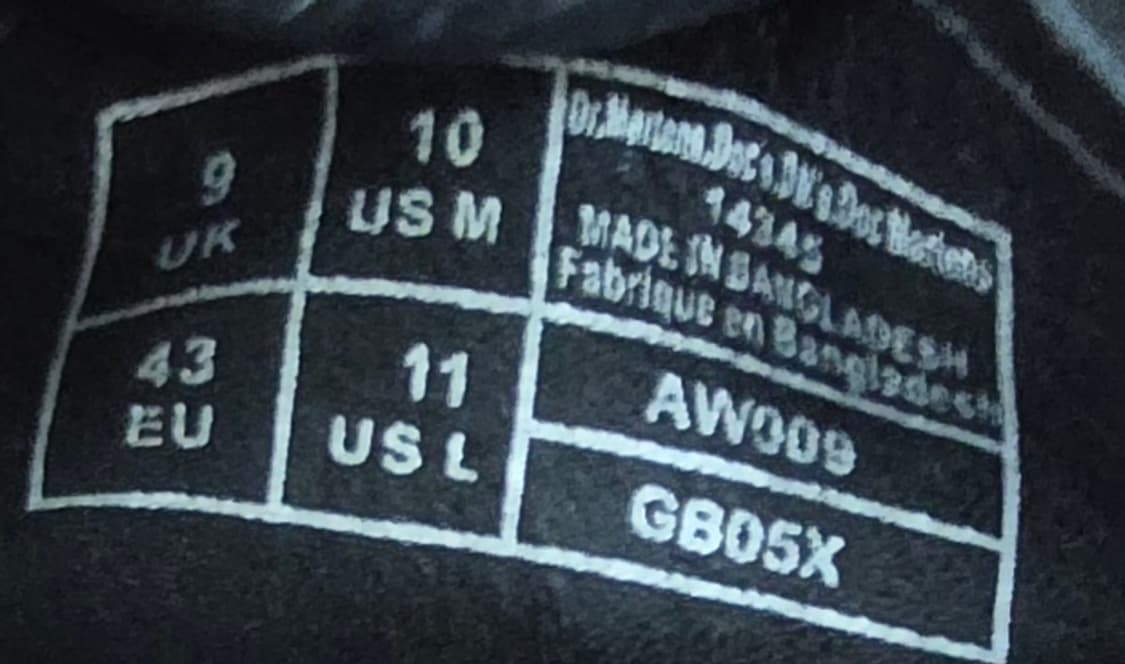 9
UK
10
US M
43
EU
11
US L
Dr.Martens.Doc's.DM's.Doc Martens
14345
MADE IN BANGLADESH
Fabrique en Bangladesh
AW009
GB05X